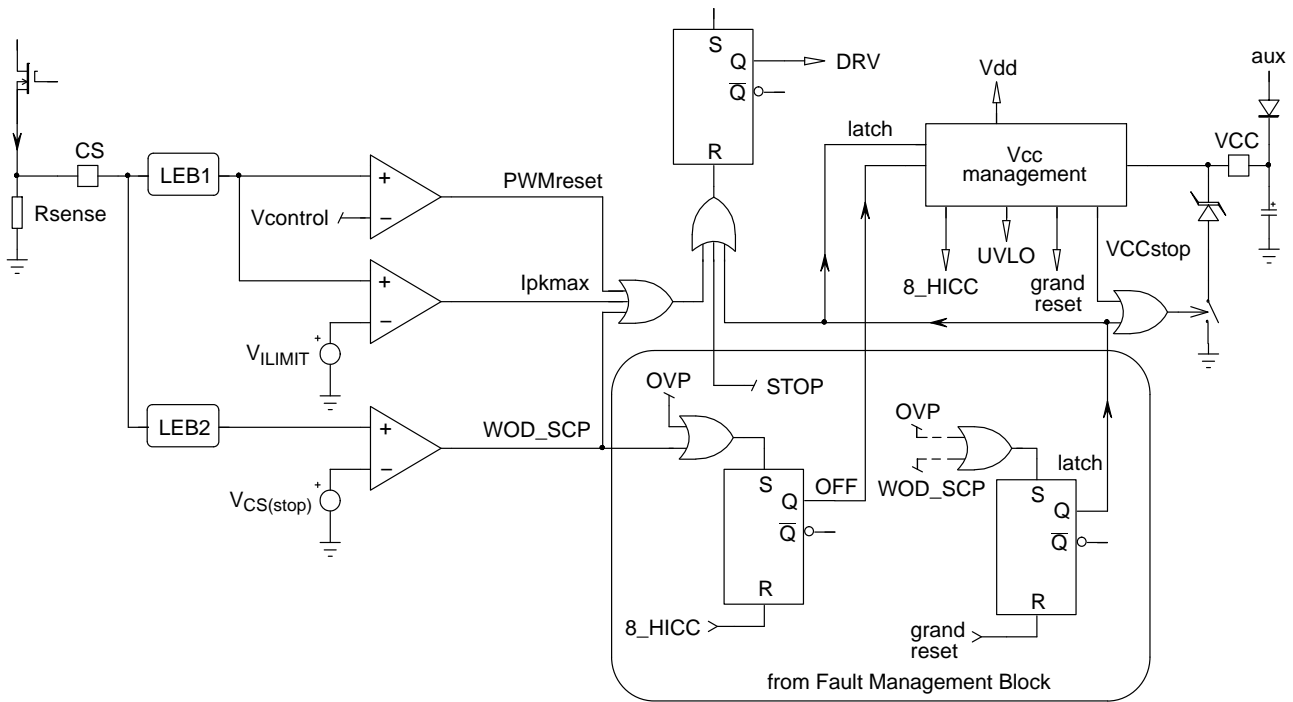 S
Q
Q
R
DRV
CS
LEB1
Rsense
Vcontrol
+
−
PWMreset
+
−
Ipkmax
+
VILIMIT
LEB2
+
−
WOD_SCP
+
VCS(stop)
latch
Vdd
Vcc
management
aux
VCC
+
8_HICC
UVLO
grand
reset
VCCstop
STOP
OVP
S
Q
Q
R
OFF
8_HICC
OVP
WOD_SCP
latch
S
Q
Q
R
grand
reset
from Fault Management Block